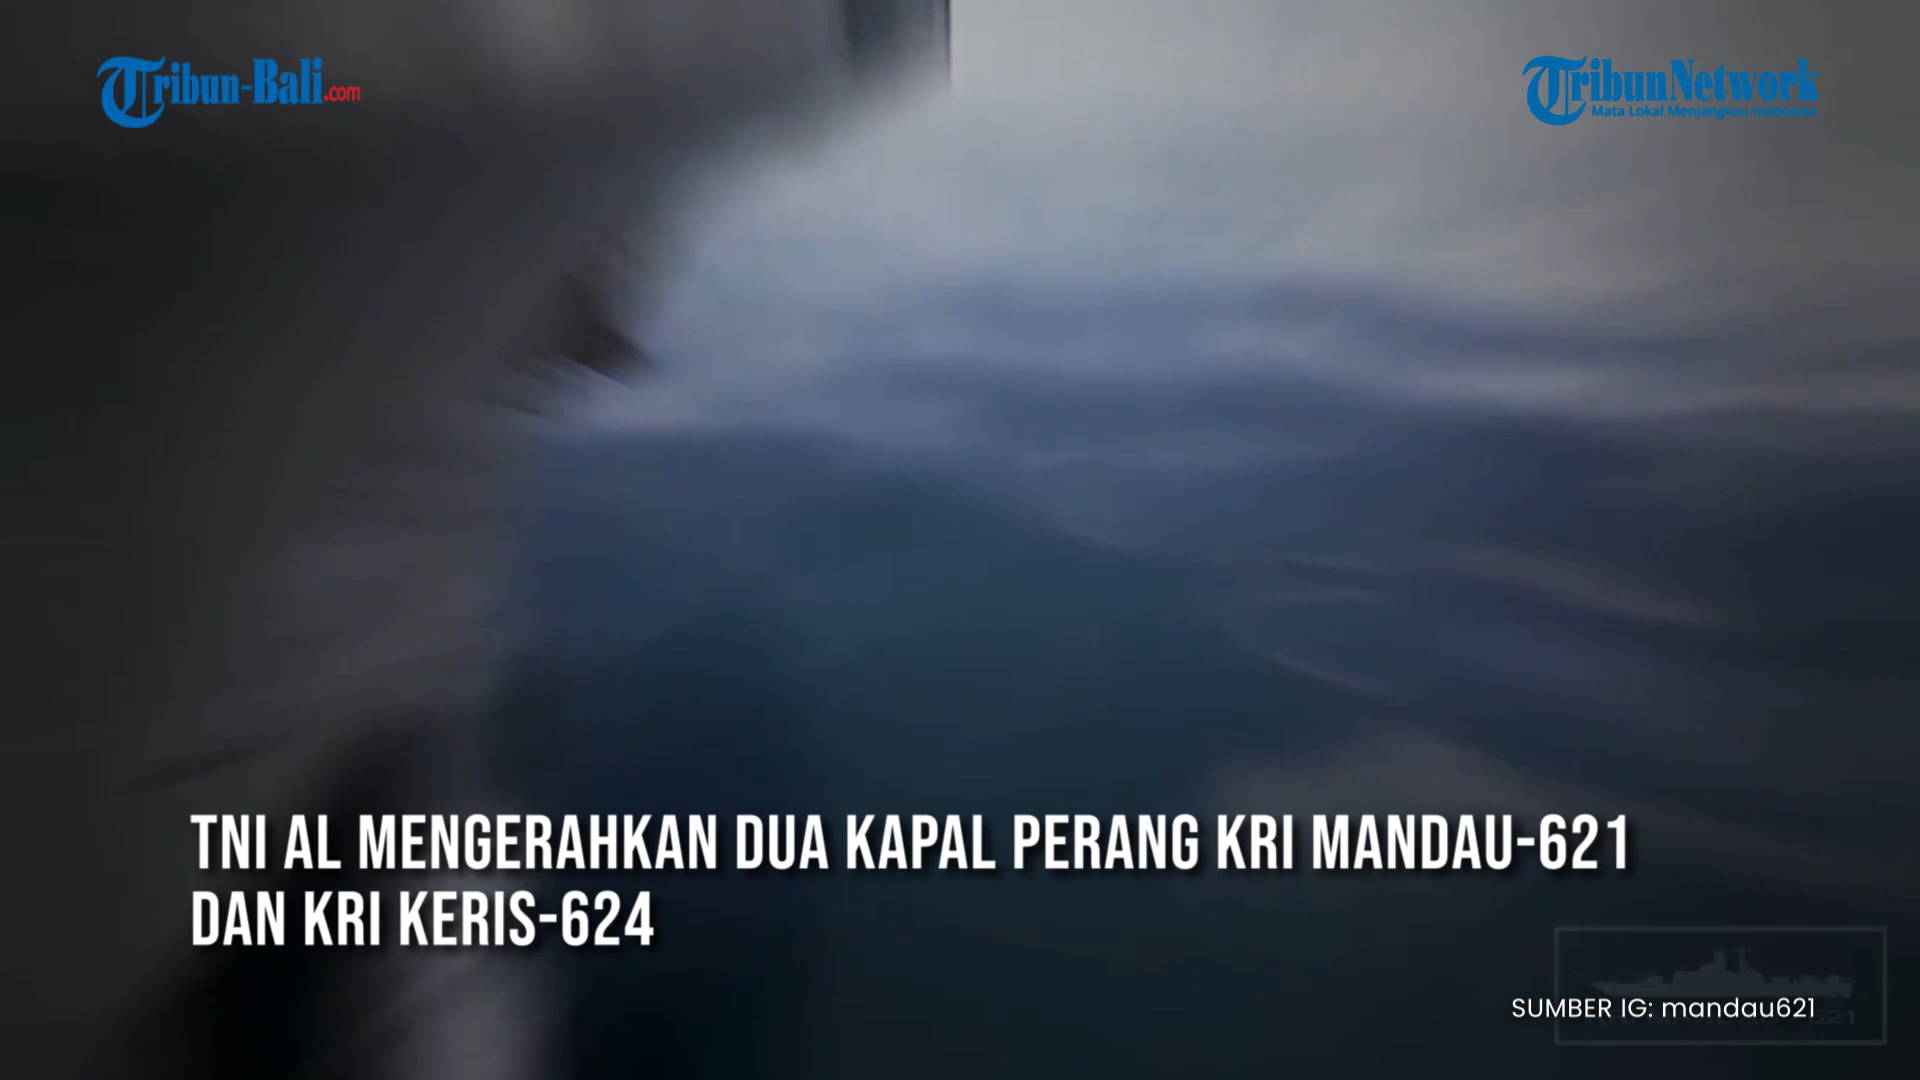 Tribun-Bali.com
TribunNetwork
Mata Lokal Menjangkau Indonesia
TNI AL MENGERAHKAN DUA KAPAL PERANG KRI MANDAU-621
DAN KRI KERIS-624
SUMBER IG: mandau621